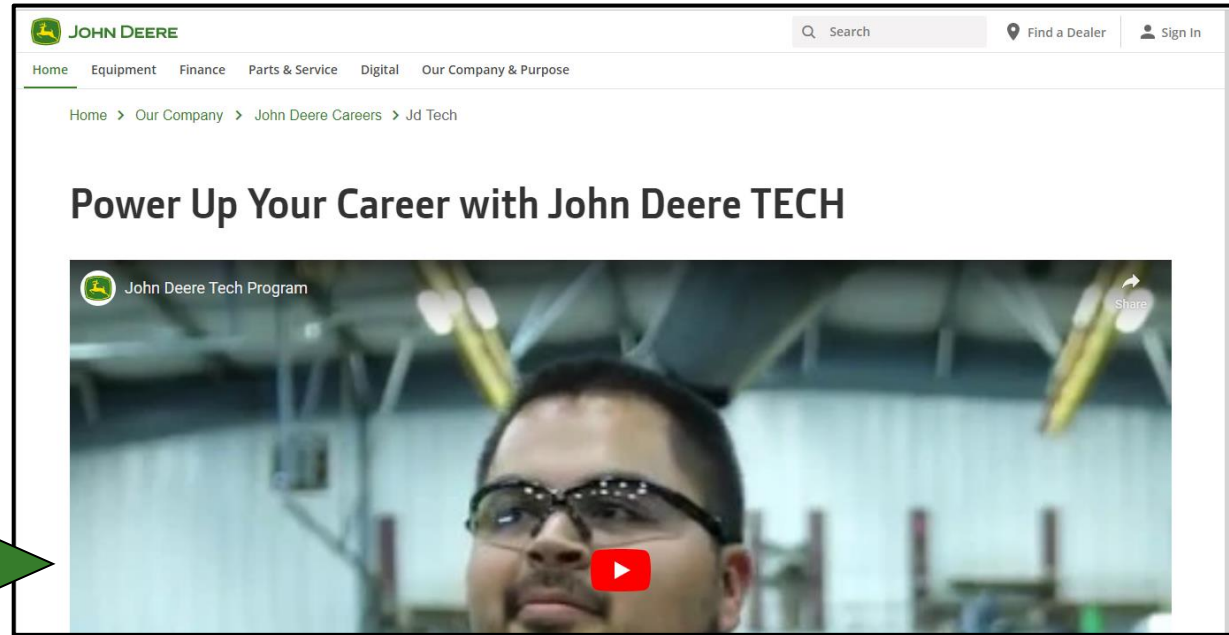 JOHN DEERE
Search
Find a Dealer
Sign In
Home Equipment Finance Parts & Service Digital Our Company & Purpose
Home > Our Company > John Deere Careers > Jd Tech
Power Up Your Career with John Deere TECH
John Deere Tech Program
Share